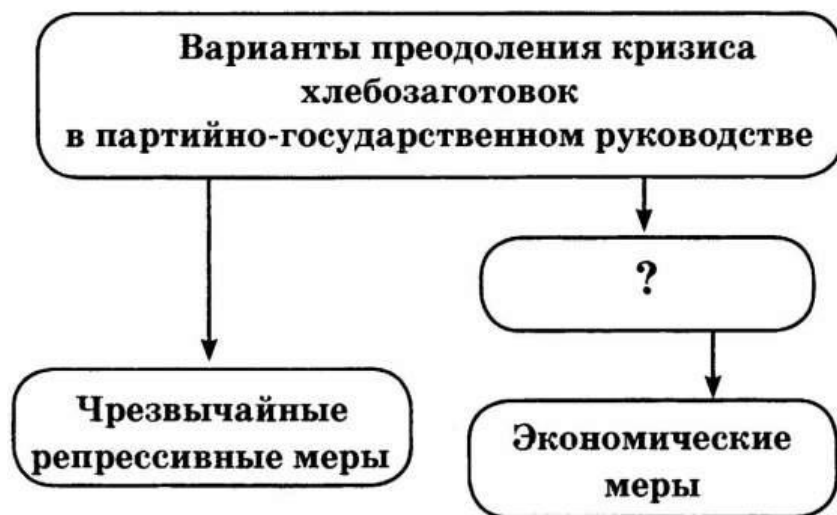 Варианты преодоления кризиса
хлебозаготовок
в партийно-государственном руководстве
?
Чрезвычайные
репрессивные меры
Экономические
меры